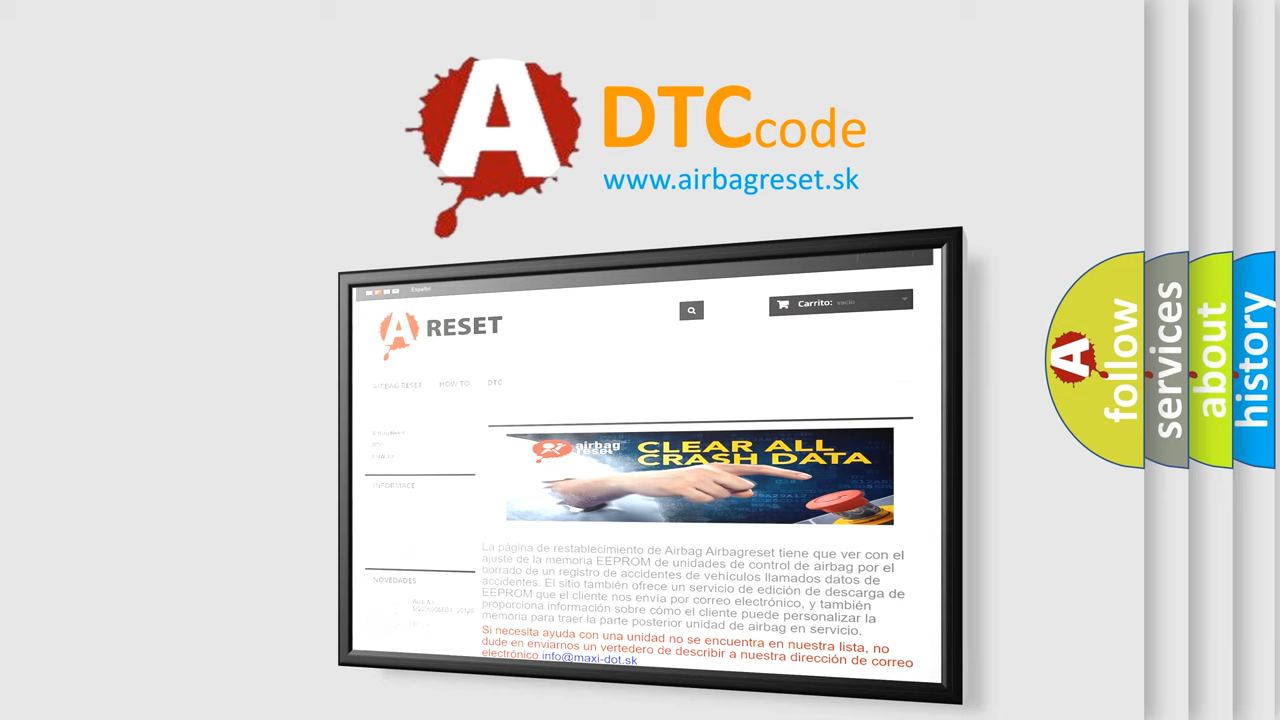 A
DTC code
www.airbagreset.sk
Español
Carrito: vacío
A RESET
AIRBAG RESET HOW TO DTC
INFORMACE
airbag
reset
CLEAR ALL
CRASH DATA
La página de restablecimiento de Airbag Airbagreset tiene que ver con el
ajuste de la memoria EEPROM de unidades de control de airbag por el
borrado de un registro de accidentes de vehículos llamados datos de
accidentes. El sitio también ofrece un servicio de edición de descarga de
EEPROM que el cliente nos envía por correo electrónico, y también
proporciona información sobre cómo el cliente puede personalizar la
memoria para traer la parte posterior unidad de airbag en servicio.
Si necesita ayuda con una unidad no se encuentra en nuestra lista, no
dude en enviarnos un vertedero de describir a nuestra dirección de correo
electrónico info@maxi-dot.sk
NOVEDADES
A
follow
services
about
history